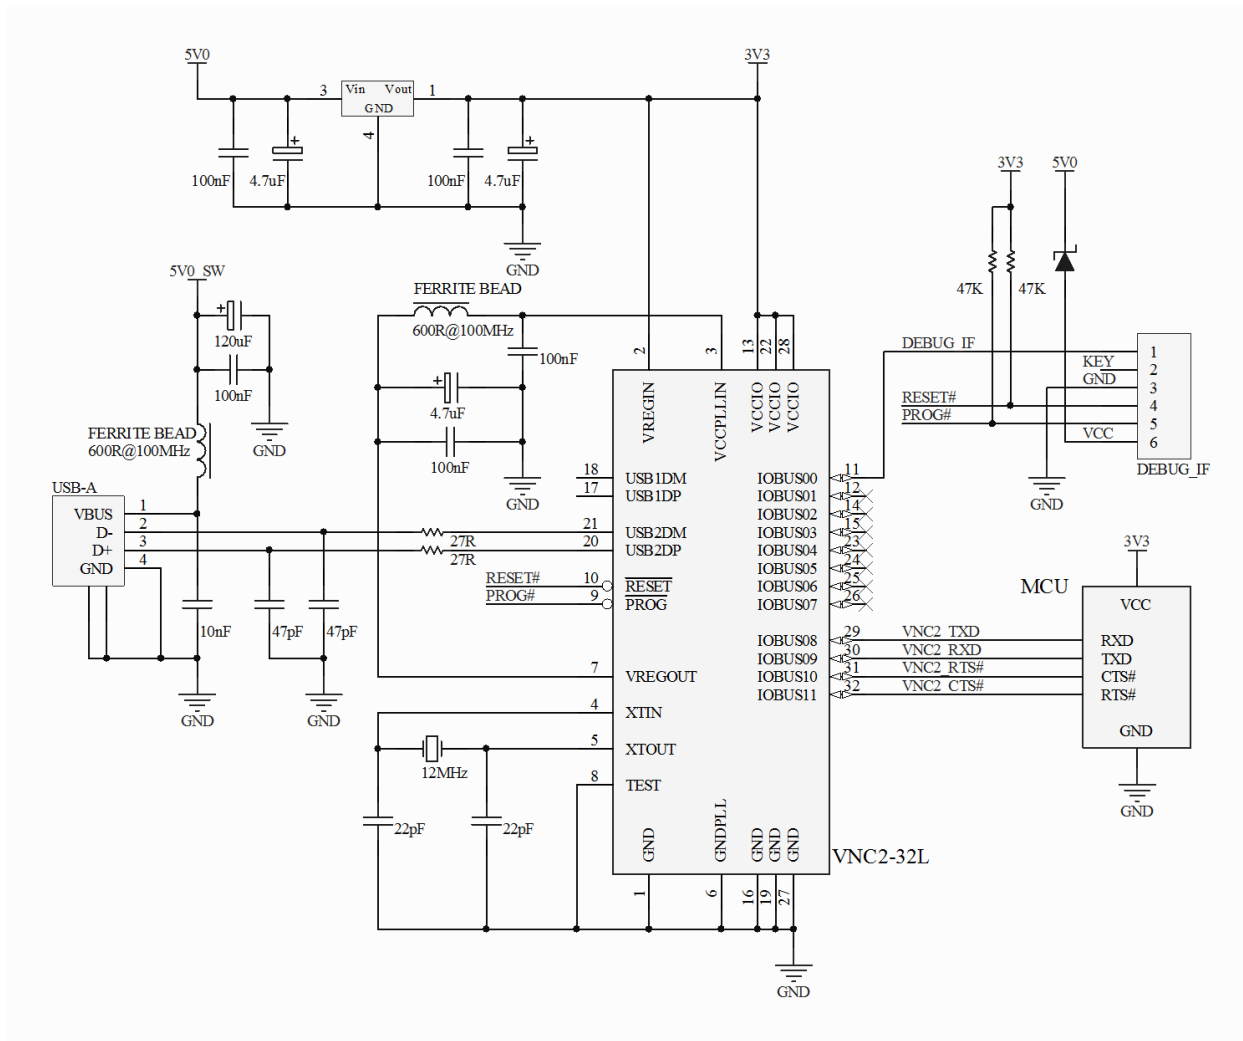 5V0
3V3
3 Vin Vout 1
GND
4
100nF 4.7uF
100nF 4.7uF
GND
3V3 5V0
47K 47K
5V0_SW
120uF
100nF
GND
FERRITE BEAD
600R@100MHz
FERRITE BEAD
600R@100MHz
100nF
4.7uF
100nF
GND
2 3 13 22 28
VREGIN VCCPLLIN VCCIO VCCIO VCCIO
DEBUG_IF 1
KEY 2
GND 3
RESET# 4
PROG# 5
VCC 6
DEBUG_IF
GND
USB-A
VBUS 1
D- 2
D+ 3
GND 4
27R
27R
10nF 47pF 47pF
GND GND
18 USB1DM
17 USB1DP
21 USB2DM
20 USB2DP
RESET# 10 RESET
PROG# 9 PROG
7 VREGOUT
4 XTIN
5 XTOUT
8 TEST
12MHz
22pF 22pF
IOBUS00 11
IOBUS01 12
IOBUS02 14
IOBUS03 15
IOBUS04 23
IOBUS05 24
IOBUS06 25
IOBUS07 26
IOBUS08 29 VNC2_TXD
IOBUS09 30 VNC2_RXD
IOBUS10 31 VNC2_RTS#
IOBUS11 32 VNC2_CTS#
3V3
MCU
VCC
RXD
TXD
CTS#
RTS#
GND
GND
GND GNDPLL GND GND GND
VNC2-32L
1 6 16 19 27
GND